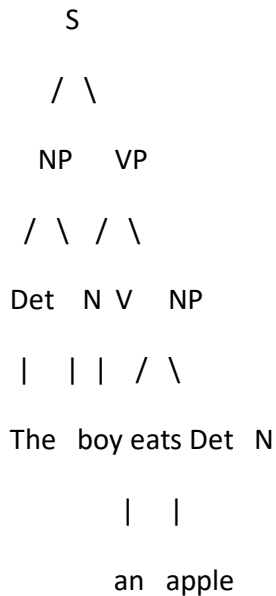 S
/ \
NP VP
/ \ / \
Det N V NP
| | | / \
The boy eats Det N
| |
an apple